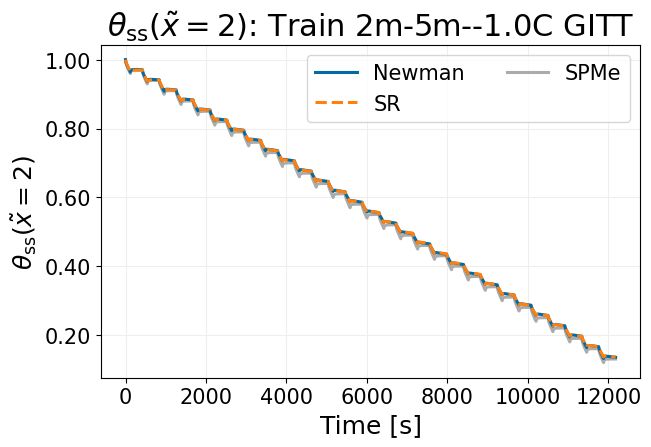 θss(x̃ = 2): Train 2m-5m--1.0C GITT
Newman
SR
SPMe
θss(x̃ = 2)
1.00
0.80
0.60
0.40
0.20
0 2000 4000 6000 8000 10000 12000
Time [s]